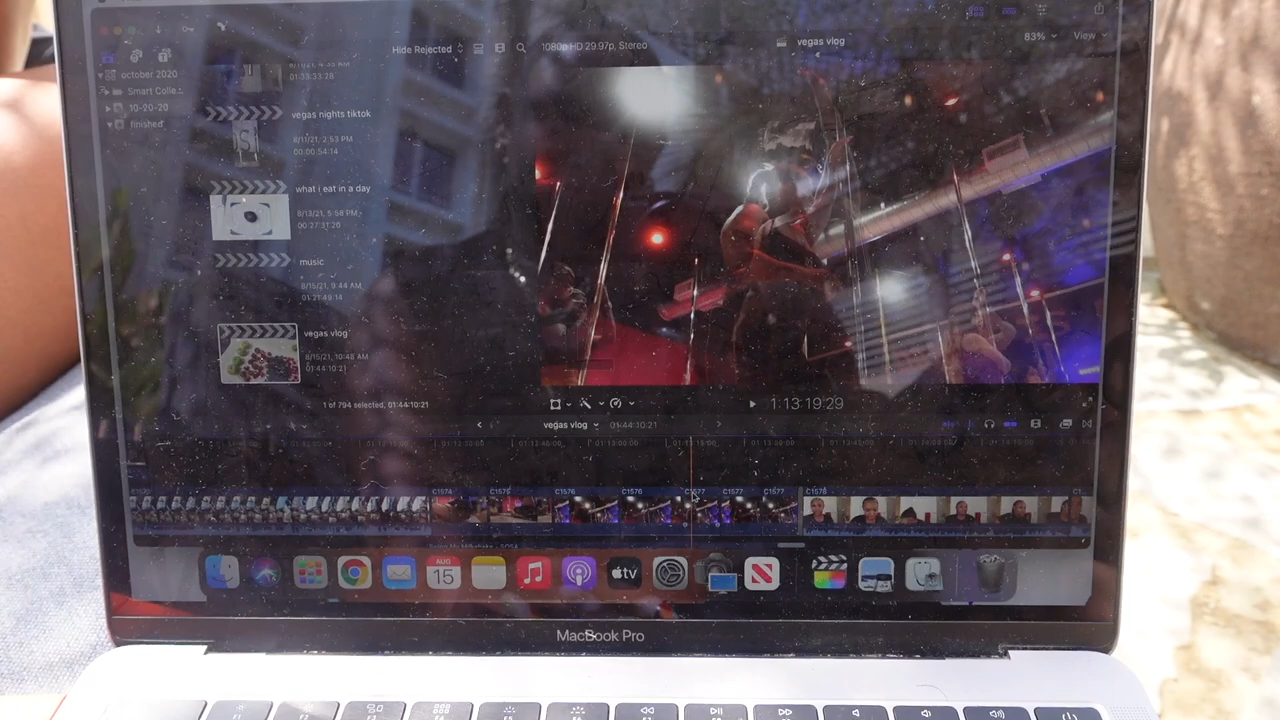 Hide Rejected
1080p HD 29.97p, Stereo
vegas vlog
83%
View
october 2020
Smart Colle...
10-20-20
finished
01:33:33:28
vegas nights tiktok
8/11/21, 2:53 PM
00:00:54:14
what i eat in a day
8/13/21, 5:58 PM
00:27:31:20
music
8/15/21, 9:44 AM
01:21:49:14
vegas vlog
8/15/21, 10:48 AM
01:44:10:21
1 of 794 selected, 01:44:10:21
1:13:19:29
vegas vlog
01:44:10:21
C1574
C1575
C1576
C1576
C1577
C1577
C1577
C1578
AUG
15
tv
MacBook Pro